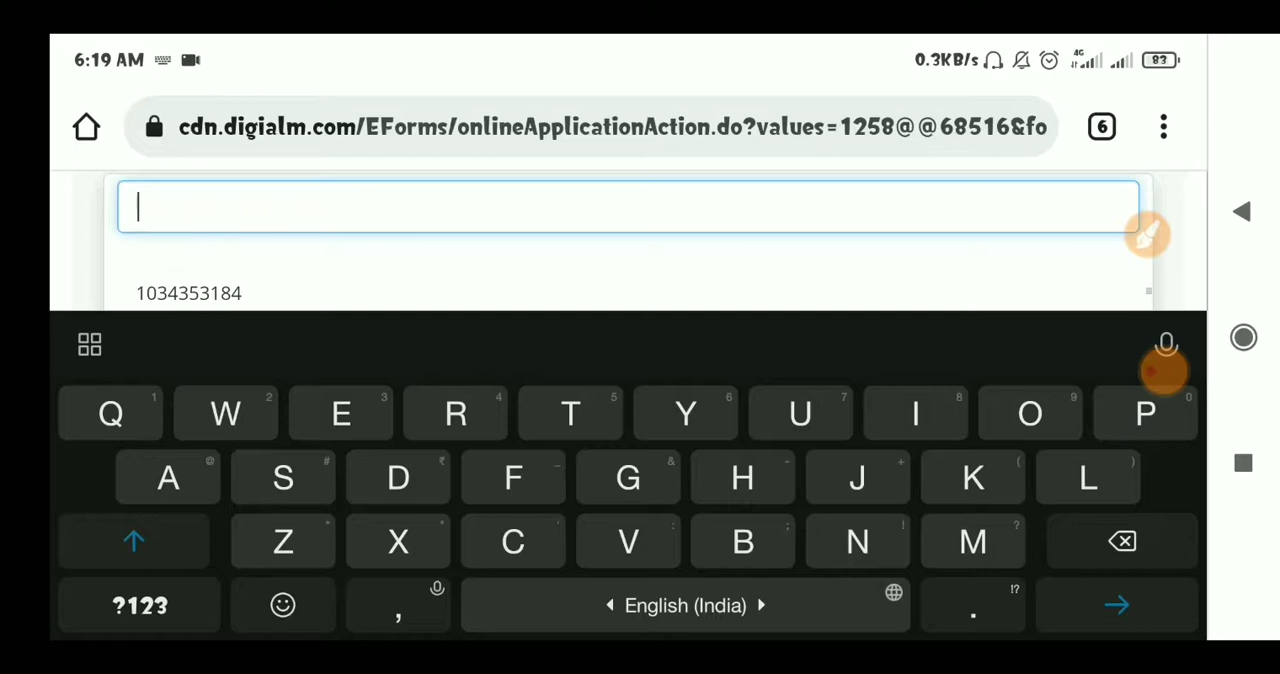 6:19 AM 0.3KB/s 4G 83
cdn.digialm.com/EForms/onlineApplicationAction.do?values=1258@@68516&fo 6
1034353184
Q 1 W 2 E 3 R 4 T 5 Y 6 U 7 I 8 O 9 P 0
A @ S # D ₹ F _ G & H - J + K ( L )
Z X C V : B ; N ! M ?
?123 , English (India) . !?